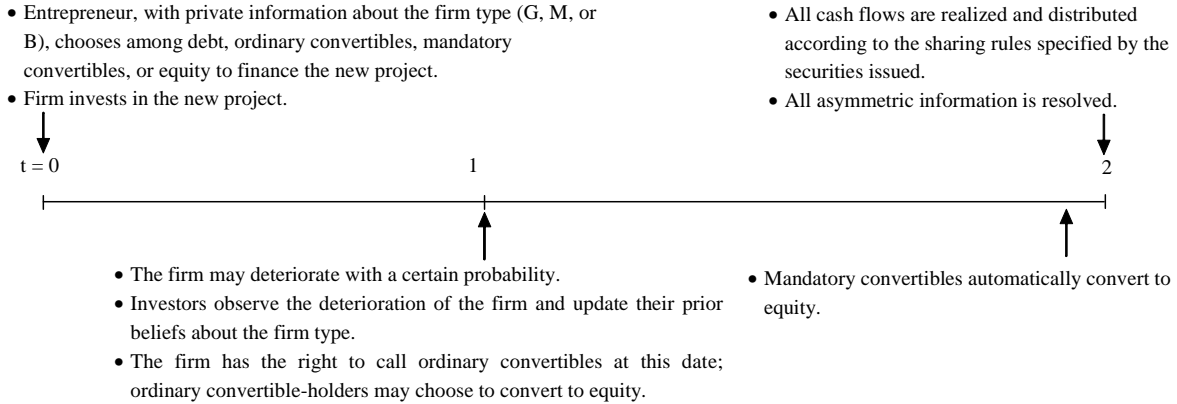 • Entrepreneur, with private information about the firm type (G, M, or
B), chooses among debt, ordinary convertibles, mandatory
convertibles, or equity to finance the new project.
• Firm invests in the new project.
• All cash flows are realized and distributed
according to the sharing rules specified by the
securities issued.
• All asymmetric information is resolved.
t = 0
1
2
• The firm may deteriorate with a certain probability.
• Investors observe the deterioration of the firm and update their prior
beliefs about the firm type.
• The firm has the right to call ordinary convertibles at this date;
ordinary convertible-holders may choose to convert to equity.
• Mandatory convertibles automatically convert to
equity.